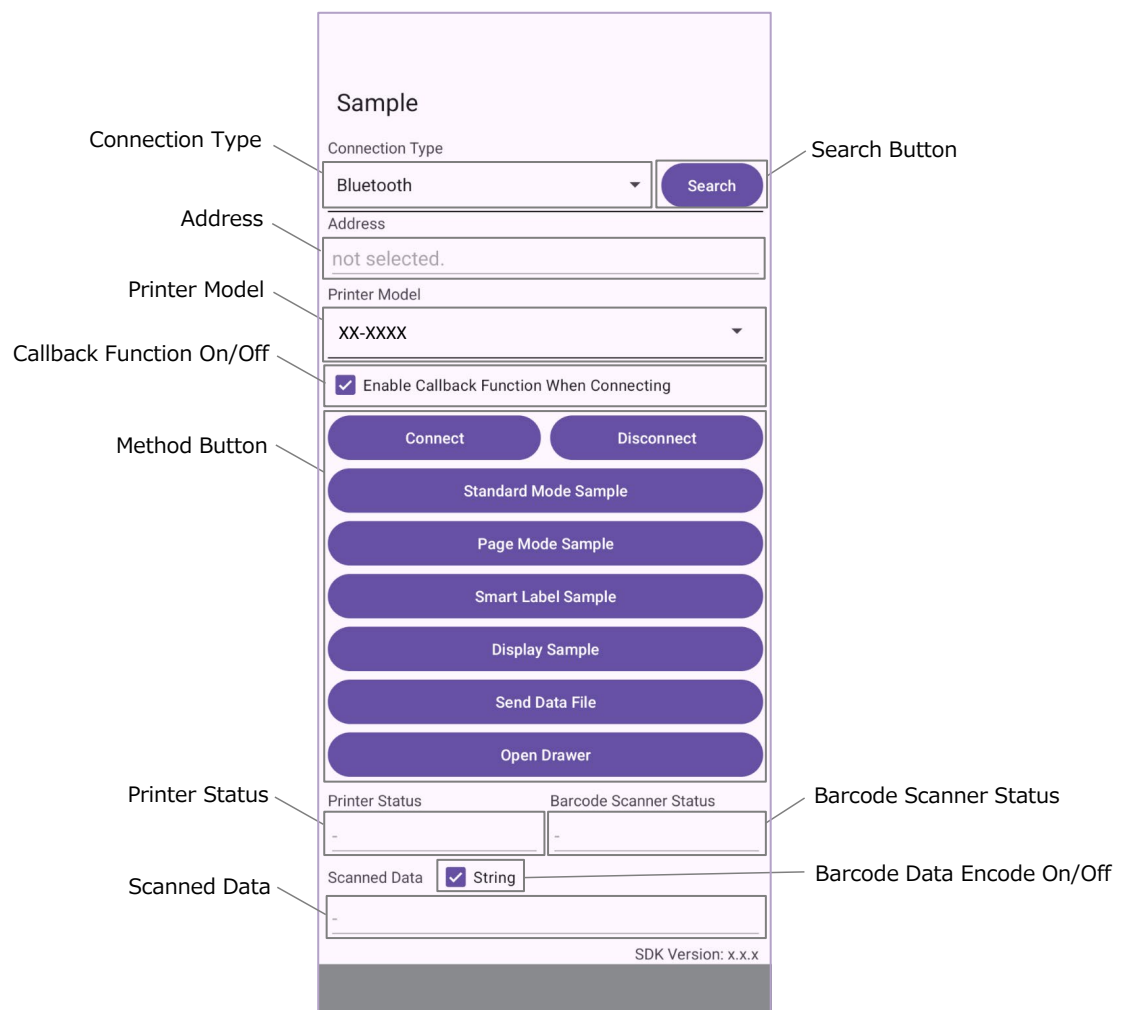 Sample
Connection Type
Connection Type
Search Button
Bluetooth
Search
Address
Address
not selected.
Printer Model
Printer Model
XX-XXXX
Callback Function On/Off
Enable Callback Function When Connecting
Method Button
Connect
Disconnect
Standard Mode Sample
Page Mode Sample
Smart Label Sample
Display Sample
Send Data File
Open Drawer
Printer Status
Printer Status
Barcode Scanner Status
Barcode Scanner Status
-
-
Scanned Data
Scanned Data
String
Barcode Data Encode On/Off
-
SDK Version: x.x.x